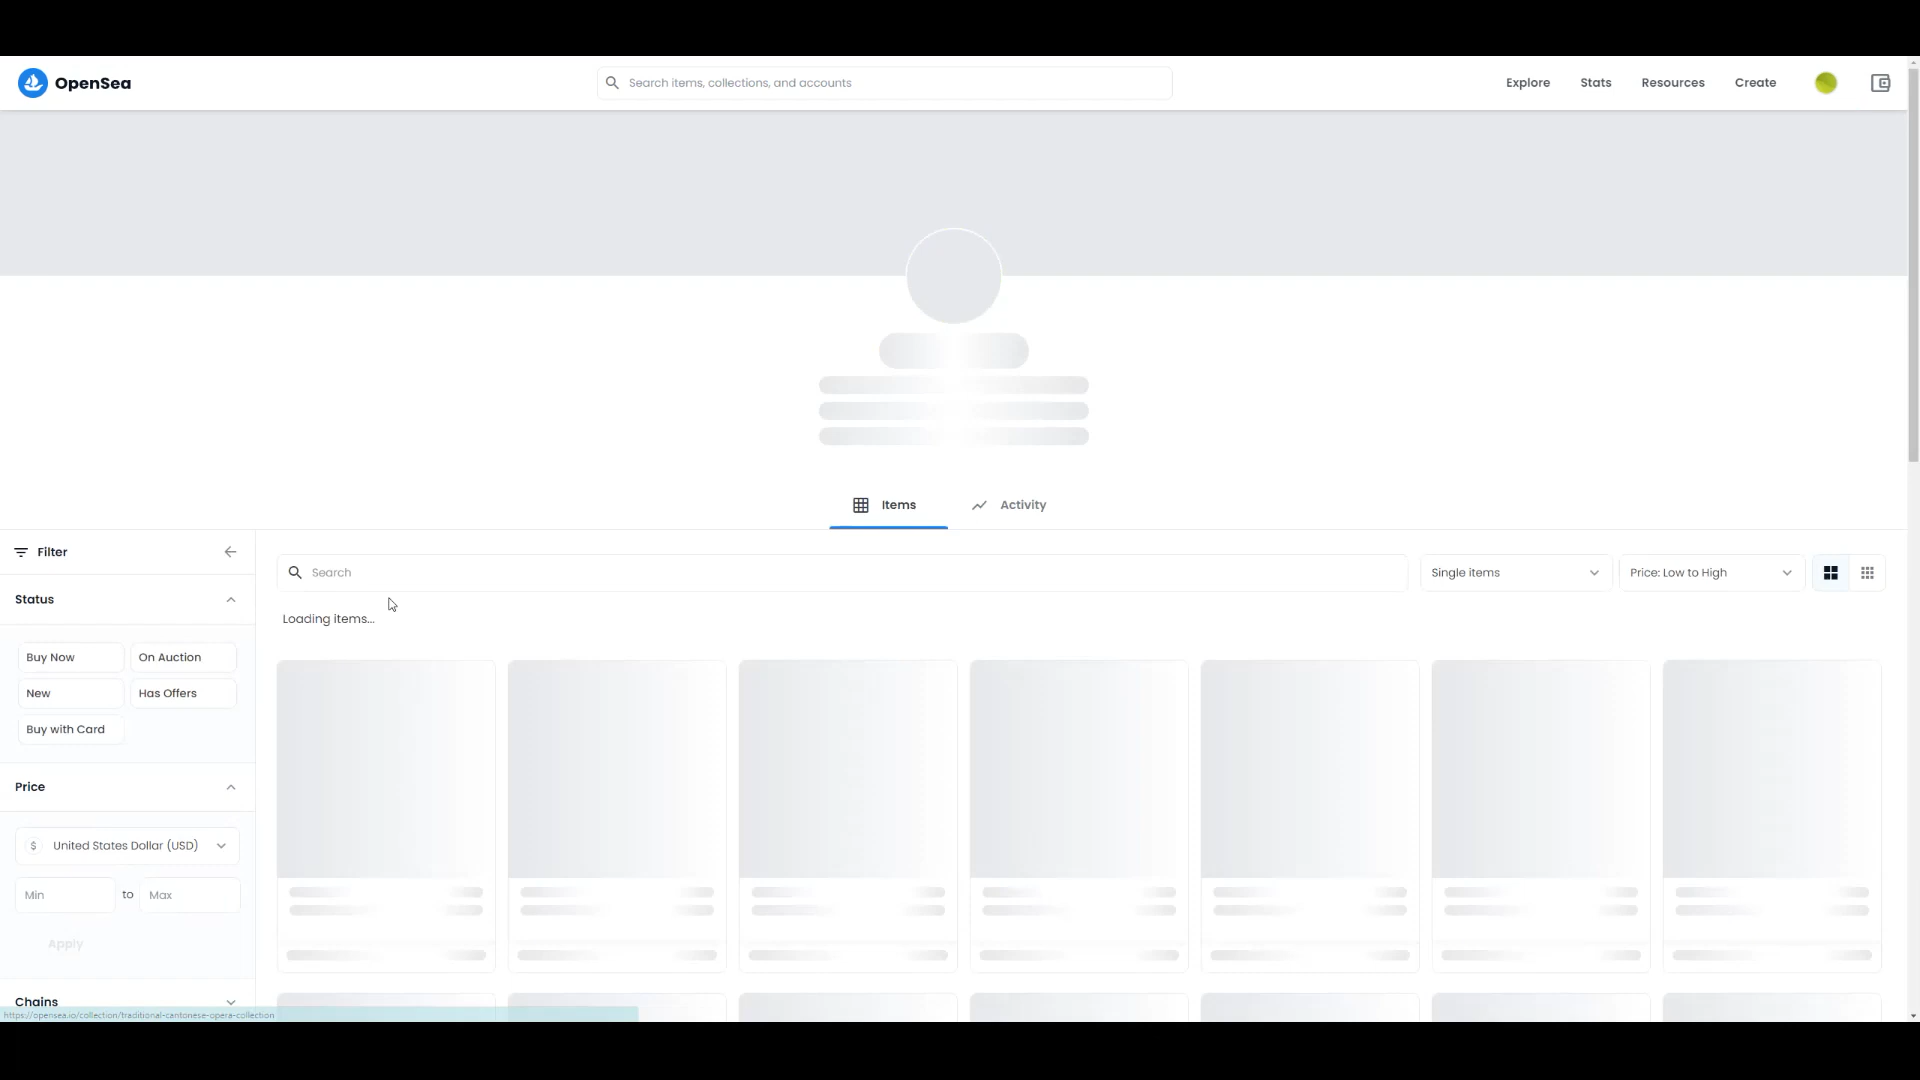 OpenSea
Search items, collections, and accounts
Explore
Stats
Resources
Create
Items
Activity
Filter
Search
Single items
Price: Low to High
Status
Loading items...
Buy Now
On Auction
New
Has Offers
Buy with Card
Price
$ United States Dollar (USD)
Min to Max
Apply
Chains
https://opensea.io/collection/traditional-cantonese-opera-collection